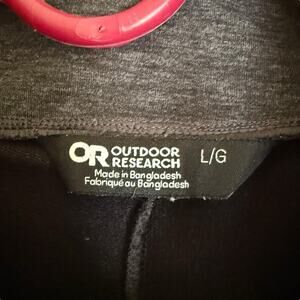 OR OUTDOOR
RESEARCH
L/G
Made in Bangladesh
Fabriqué au Bangladesh